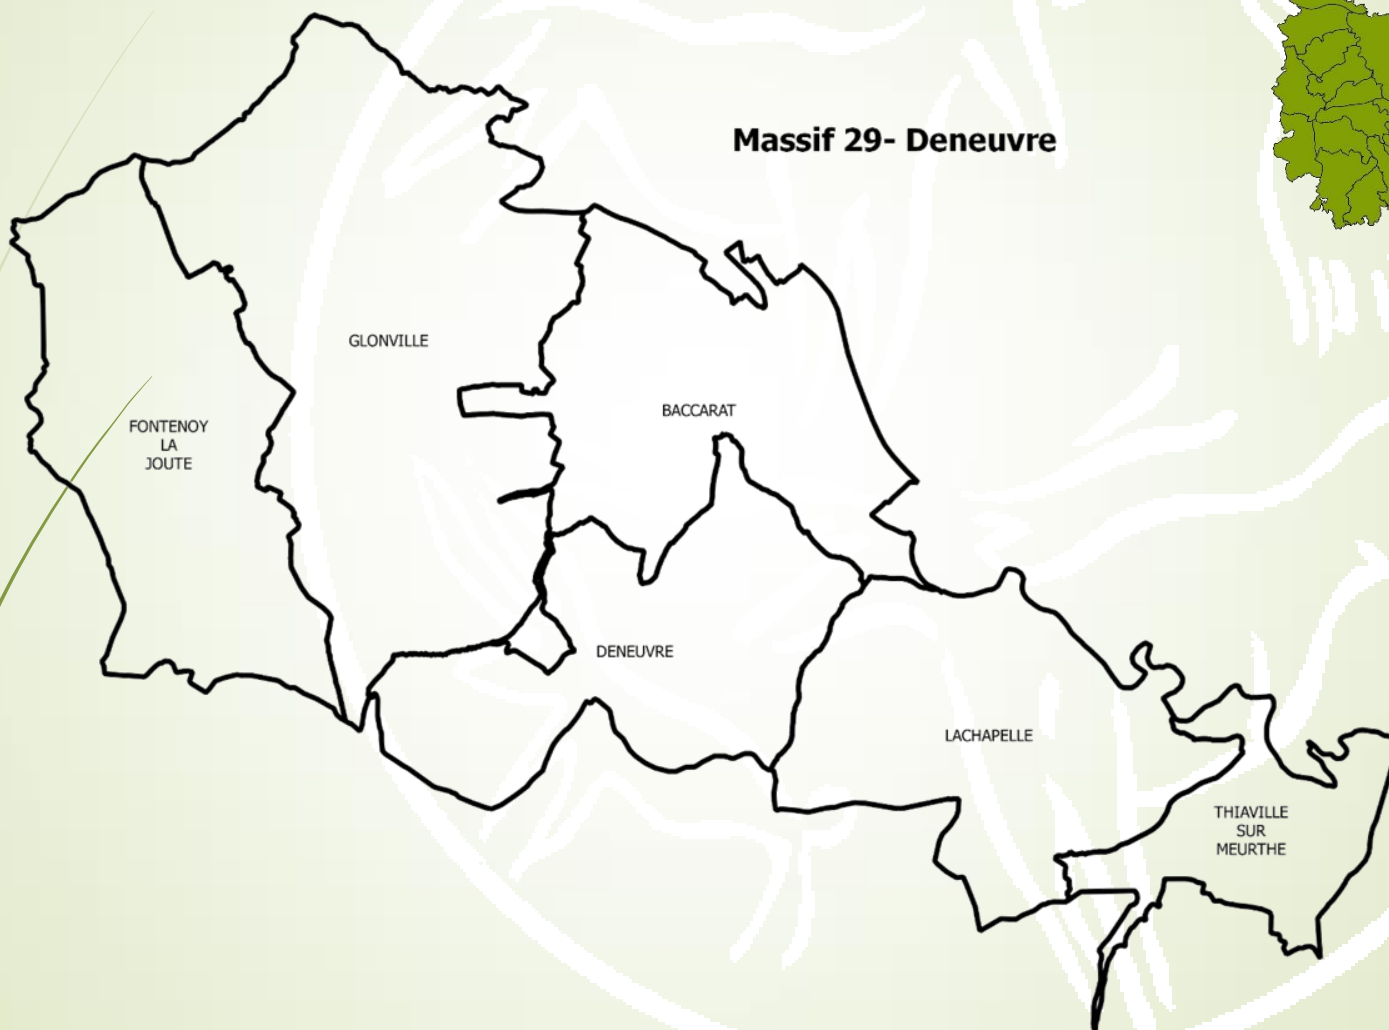 Massif 29- Deneuvre
GLONVILLE
FONTENOY
LA
JOUTE
BACCARAT
DENEUVRE
LACHAPELLE
THIAVILLE
SUR
MEURTHE